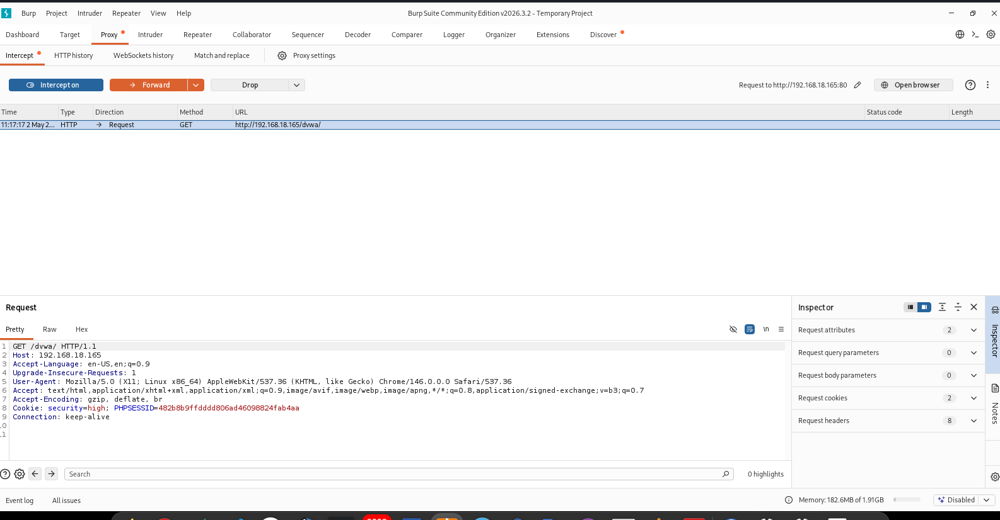 Burp Project Intruder Repeater View Help
Burp Suite Community Edition v2026.3.2 - Temporary Project
Dashboard Target Proxy Intruder Repeater Collaborator Sequencer Decoder Comparer Logger Organizer Extensions Discover
Intercept HTTP history WebSockets history Match and replace Proxy settings
Intercept on Forward Drop Request to http://192.168.18.165:80 Open browser
Time Type Direction Method URL Status code Length
11:17:17 2 May 2... HTTP Request GET http://192.168.18.165/dvwa/
Request
Pretty Raw Hex \n
1 GET /dvwa/ HTTP/1.1
2 Host: 192.168.18.165
3 Accept-Language: en-US,en;q=0.9
4 Upgrade-Insecure-Requests: 1
5 User-Agent: Mozilla/5.0 (X11; Linux x86_64) AppleWebKit/537.36 (KHTML, like Gecko) Chrome/146.0.0.0 Safari/537.36
6 Accept: text/html,application/xhtml+xml,application/xml;q=0.9,image/avif,image/webp,image/apng,*/*;q=0.8,application/signed-exchange;v=b3;q=0.7
7 Accept-Encoding: gzip, deflate, br
8 Cookie: security=high; PHPSESSID=482b8b9ffdddd806ad46098824fab4aa
9 Connection: keep-alive
10
11
Search
0 highlights
Inspector
Request attributes 2
Request query parameters 0
Request body parameters 0
Request cookies 2
Request headers 8
Inspector
Notes
Event log All issues
Memory: 182.6MB of 1.91GB
Disabled